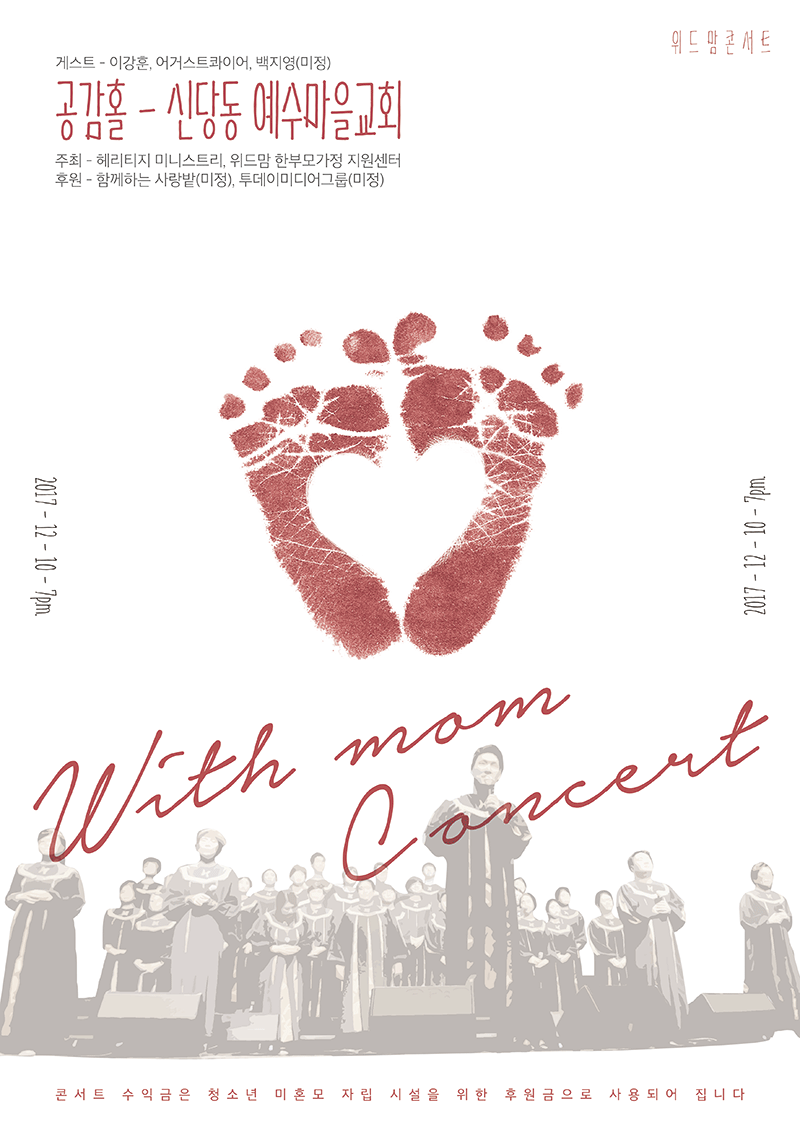 위드맘콘서트
게스트 - 이강훈, 어거스트콰이어, 백지영(미정)
공감홀 - 신당동 예수마을교회
주최 - 헤리티지 미니스트리, 위드맘 한부모가정 지원센터
후원 - 함께하는 사랑밭(미정), 투데이미디어그룹(미정)
2017 - 12 - 10 - 7pm
2017 - 12 - 10 - 7pm
With mom
Concert
콘서트 수익금은 청소년 미혼모 자립 시설을 위한 후원금으로 사용되어 집니다